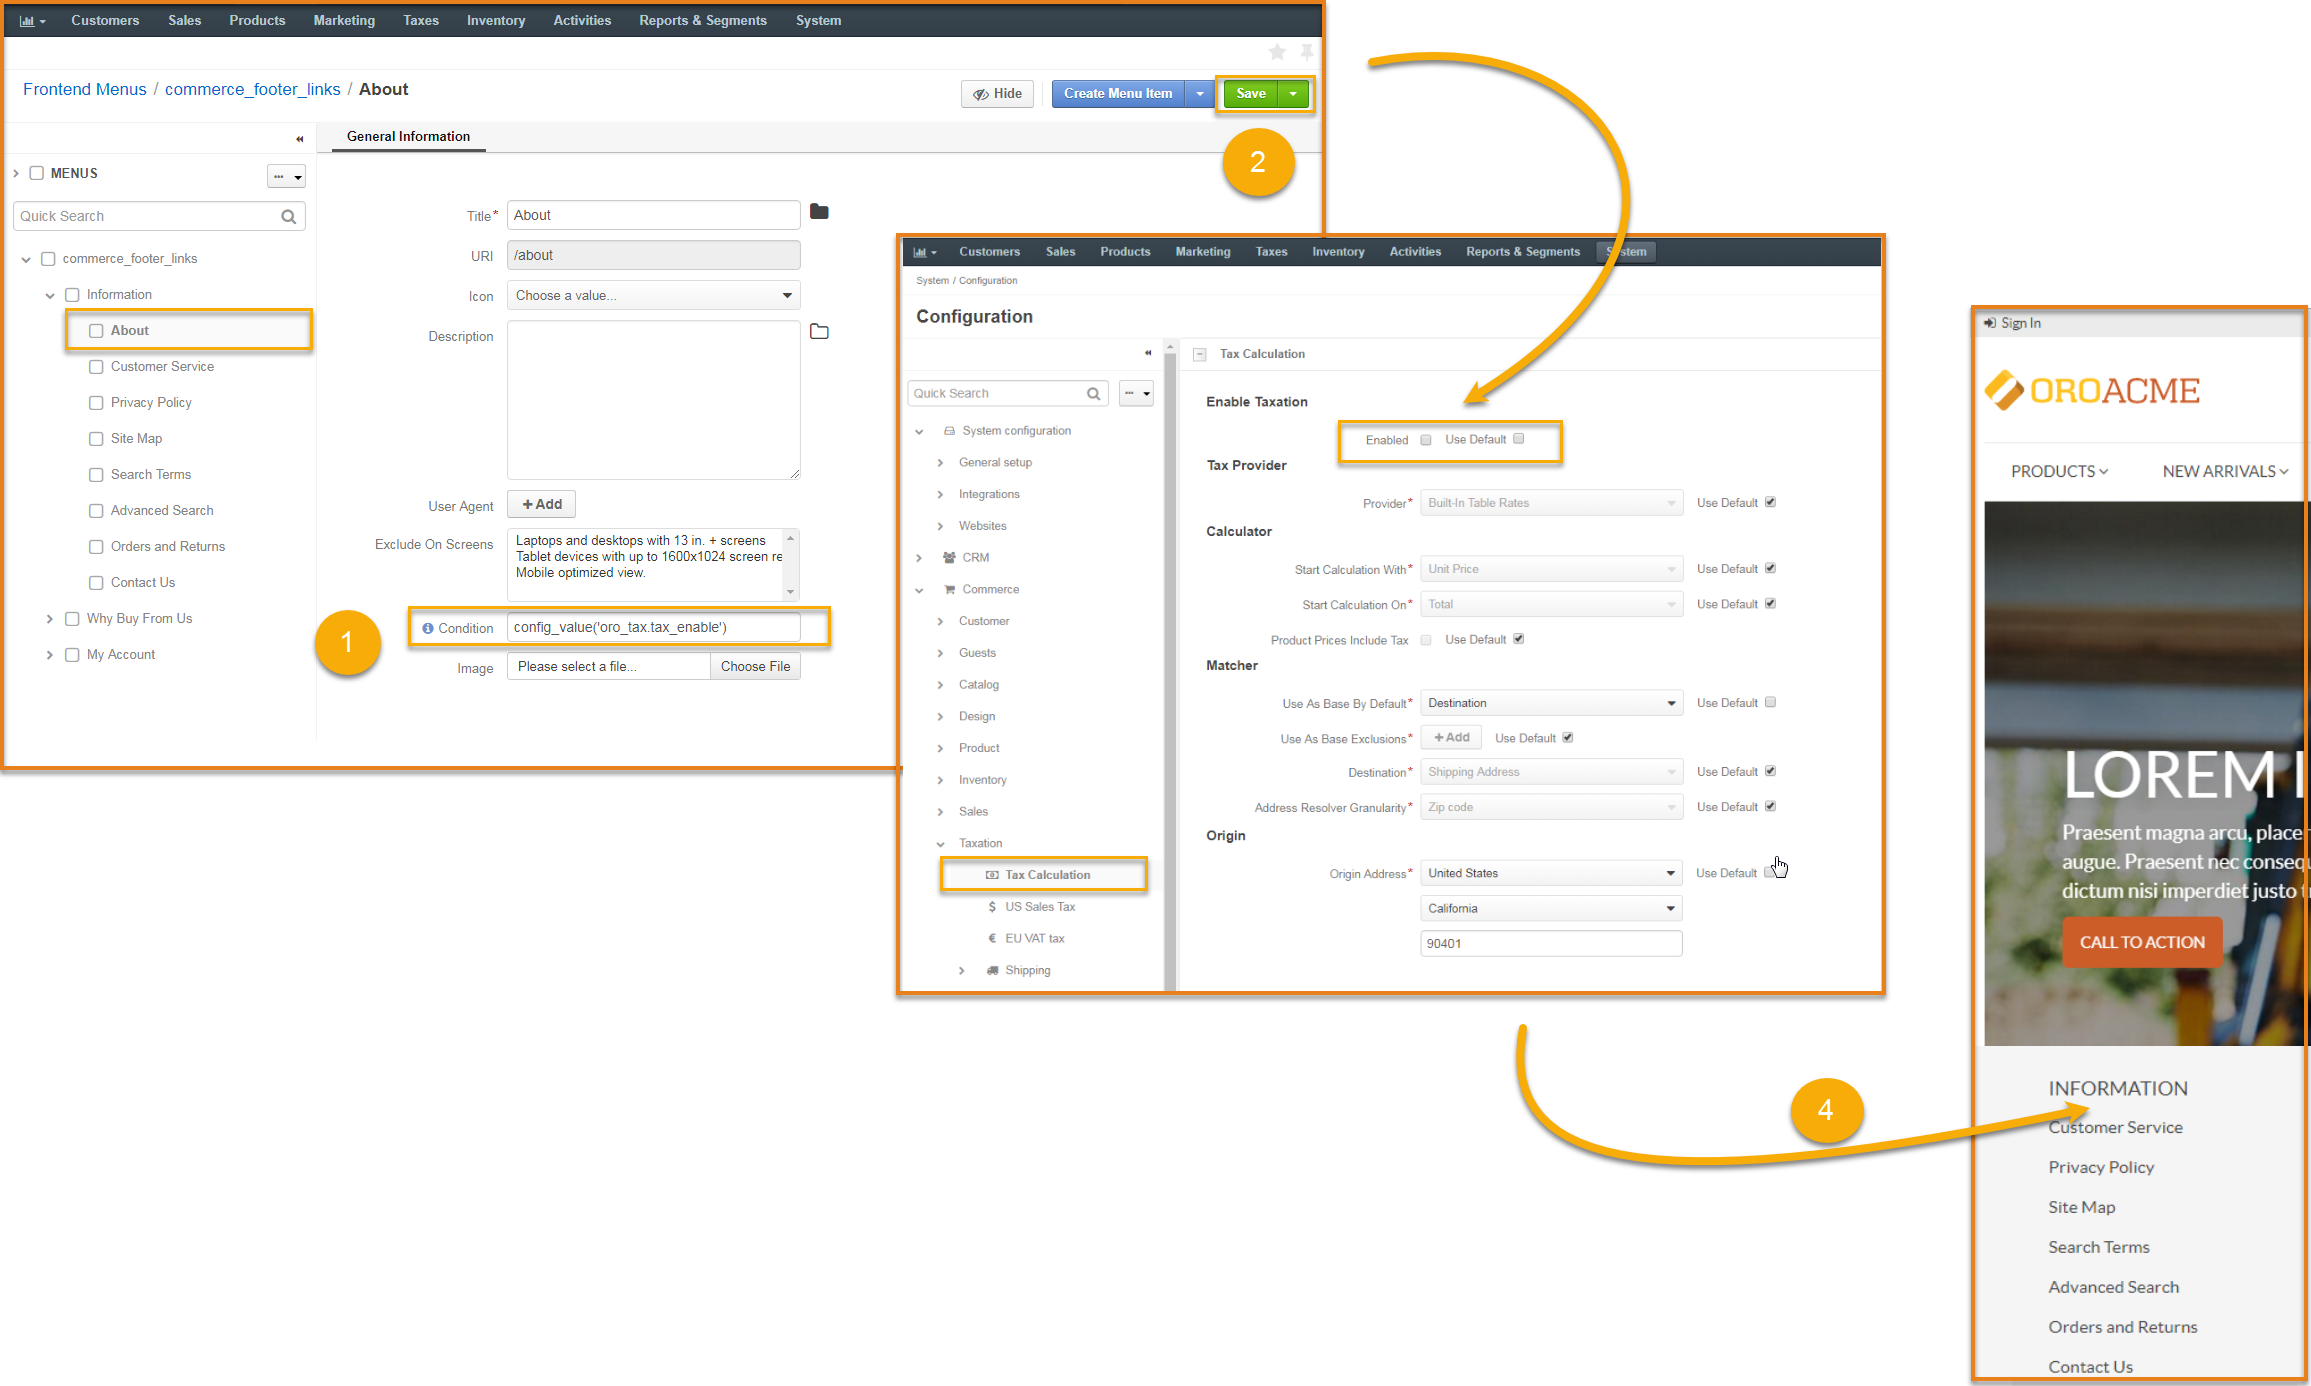 Customers Sales Products Marketing Taxes Inventory Activities Reports & Segments System
Frontend Menus / commerce_footer_links / About
Hide
Create Menu Item
Save
2
General Information
MENUS
Quick Search
commerce_footer_links
Information
About
Customer Service
Privacy Policy
Site Map
Search Terms
Advanced Search
Orders and Returns
Contact Us
Why Buy From Us
My Account
Title* About
URI /about
Icon Choose a value...
Description
User Agent + Add
Exclude On Screens
Laptops and desktops with 13 in. + screens
Tablet devices with up to 1600x1024 screen re
Mobile optimized view.
1
Condition config_value('oro_tax.tax_enable')
Image Please select a file... Choose File
Customers Sales Products Marketing Taxes Inventory Activities Reports & Segments System
System / Configuration
Configuration
Quick Search
System configuration
General setup
Integrations
Websites
CRM
Commerce
Customer
Guests
Catalog
Design
Product
Inventory
Sales
Taxation
Tax Calculation
$ US Sales Tax
€ EU VAT tax
Shipping
Tax Calculation
Enable Taxation
Enabled Use Default
Tax Provider
Provider* Built-In Table Rates Use Default
Calculator
Start Calculation With* Unit Price Use Default
Start Calculation On* Total Use Default
Product Prices Include Tax Use Default
Matcher
Use As Base By Default* Destination Use Default
Use As Base Exclusions* + Add Use Default
Destination* Shipping Address Use Default
Address Resolver Granularity* Zip code Use Default
Origin
Origin Address* United States Use Default
California
90401
4
Sign In
OROACME
PRODUCTS NEW ARRIVALS
LOREM I
Praesent magna arcu, place
augue. Praesent nec consequ
dictum nisi imperdiet justo t
CALL TO ACTION
INFORMATION
Customer Service
Privacy Policy
Site Map
Search Terms
Advanced Search
Orders and Returns
Contact Us